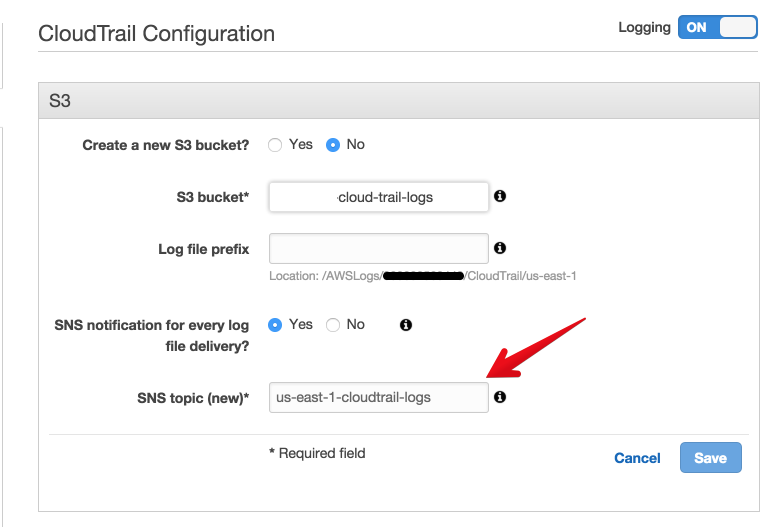 CloudTrail Configuration
Logging ON
S3
Create a new S3 bucket? Yes No
S3 bucket* cloud-trail-logs
Log file prefix
Location: /AWSLogs/ /CloudTrail/us-east-1
SNS notification for every log Yes No
file delivery?
SNS topic (new)* us-east-1-cloudtrail-logs
* Required field
Cancel Save